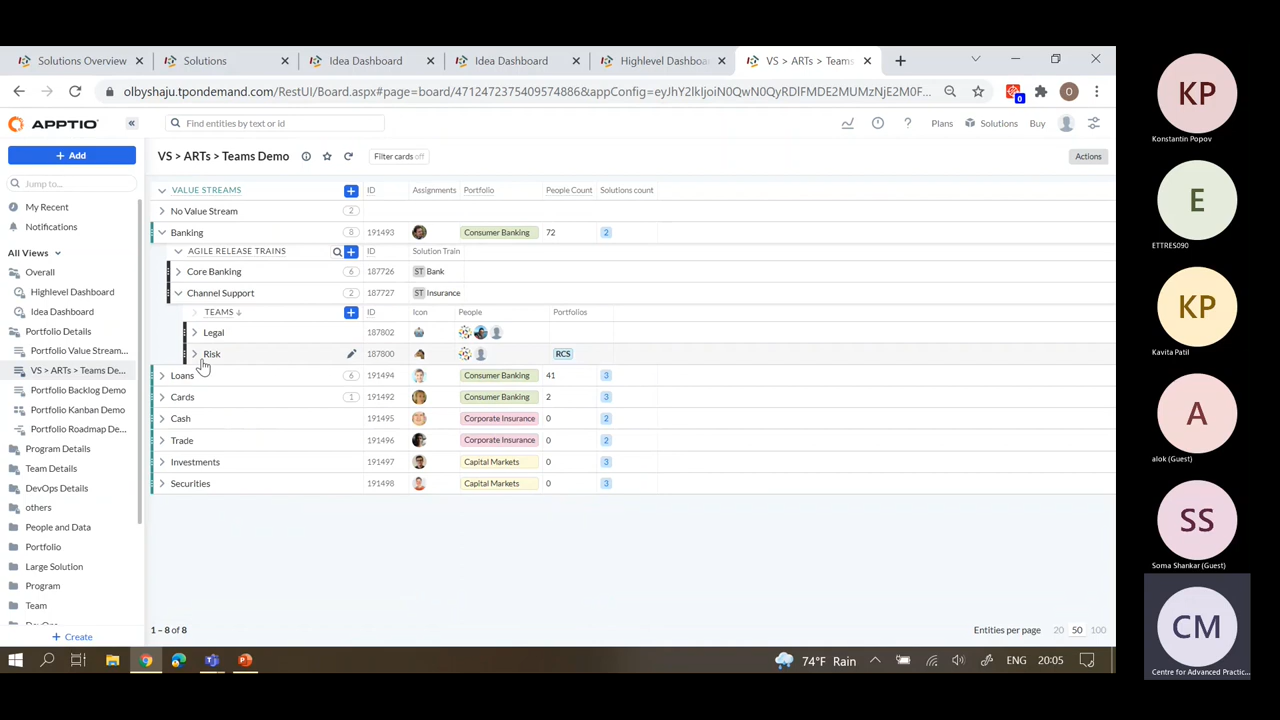 Solutions Overview
Solutions
Idea Dashboard
Idea Dashboard
Highlevel Dashboa
VS > ARTs > Teams
olbyshaju.tpondemand.com/RestUI/Board.aspx#page=board/4712472375409574886&appConfig=eyJhY2lkIjoiN0QwN0QyRDlFMDE2MUMzNjE2M0F...
0
O
APPTIO
Find entities by text or id
Plans
Solutions
Buy
+ Add
VS > ARTs > Teams Demo
Filter cards off
Actions
Jump to...
My Recent
Notifications
All Views
Overall
Highlevel Dashboard
Idea Dashboard
Portfolio Details
Portfolio Value Stream...
VS > ARTs > Teams De...
Portfolio Backlog Demo
Portfolio Kanban Demo
Portfolio Roadmap De...
Program Details
Team Details
DevOps Details
others
People and Data
Portfolio
Large Solution
Program
Team
+ Create
VALUE STREAMS ID Assignments Portfolio People Count Solutions count
No Value Stream 2
Banking 8 191493 Consumer Banking 72 2
AGILE RELEASE TRAINS ID Solution Train
Core Banking 6 187726 ST Bank
Channel Support 2 187727 ST Insurance
TEAMS ↓ ID Icon People Portfolios
Legal 187802
Risk 187800 RCS
Loans 6 191494 Consumer Banking 41 3
Cards 1 191492 Consumer Banking 2 3
Cash 191495 Corporate Insurance 0 2
Trade 191496 Corporate Insurance 0 2
Investments 191497 Capital Markets 0 3
Securities 191498 Capital Markets 0 3
1 – 8 of 8
Entities per page 20 50 100
74°F Rain
ENG
20:05
KP
Konstantin Popov
E
ETTRES090
KP
Kavita Patil
A
alok (Guest)
SS
Soma Shankar (Guest)
CM
Centre for Advanced Practic...